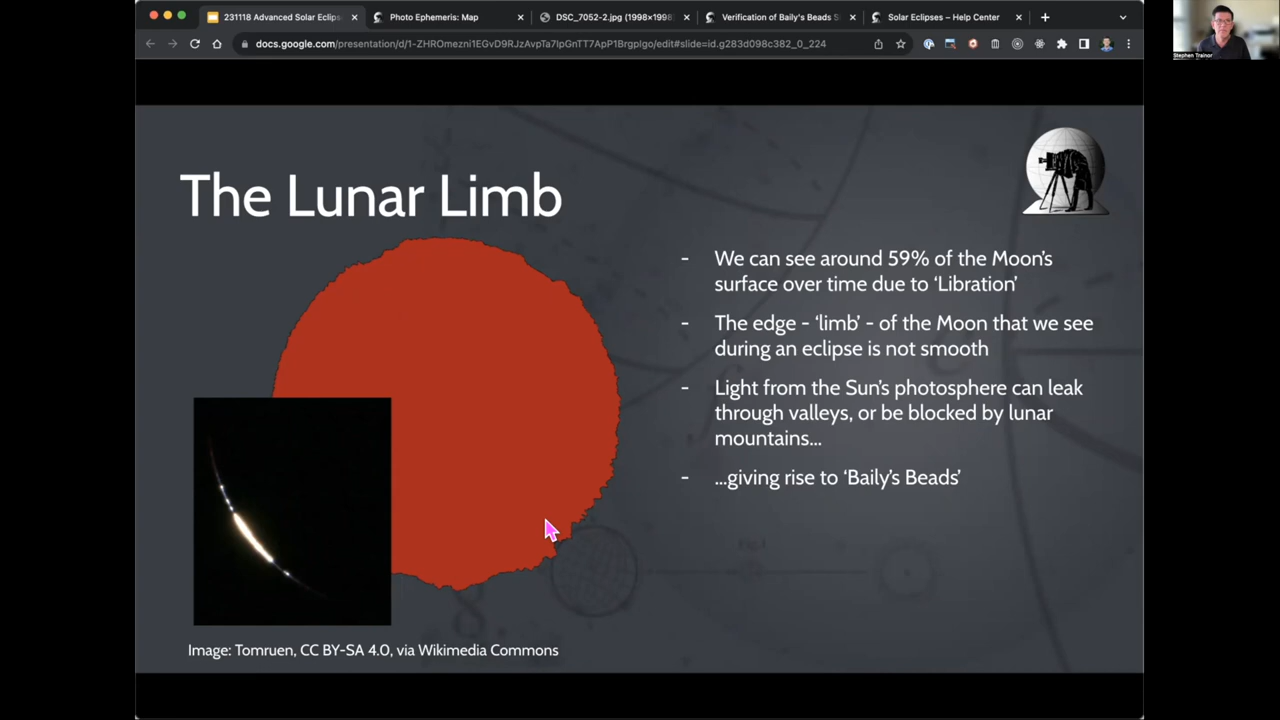 231118 Advanced Solar Eclips
Photo Ephemeris: Map
DSC_7052-2.jpg (1998×1998
Verification of Baily's Beads S
Solar Eclipses – Help Center
docs.google.com/presentation/d/1-ZHROmezni1EGvD9RJzAvpTa7IpGnTT7ApP1Brgplgo/edit#slide=id.g283d098c382_0_224
Stephen Trainor
The Lunar Limb
- We can see around 59% of the Moon's
surface over time due to 'Libration'
- The edge - 'limb' - of the Moon that we see
during an eclipse is not smooth
- Light from the Sun's photosphere can leak
through valleys, or be blocked by lunar
mountains...
- ...giving rise to 'Baily's Beads'
Image: Tomruen, CC BY-SA 4.0, via Wikimedia Commons